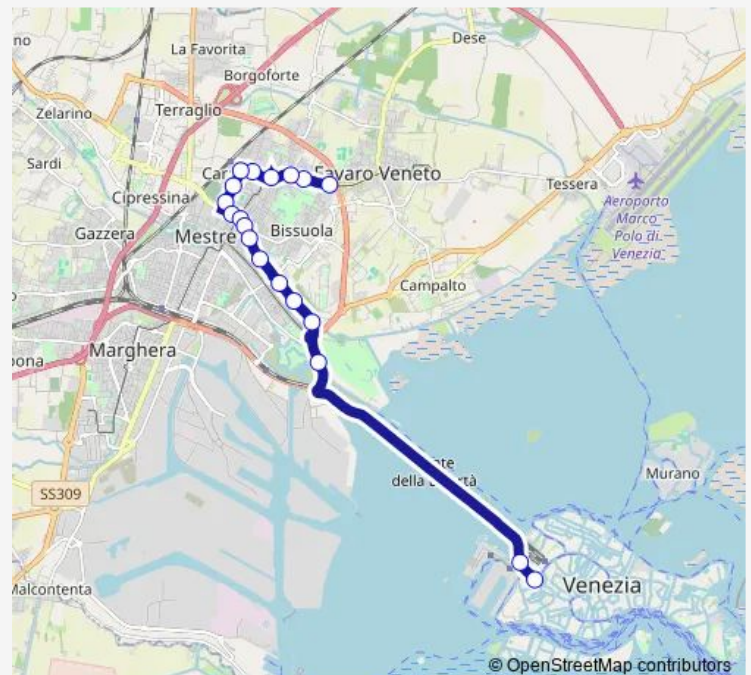 no
La Favorita
Dese
Borgoforte
Zelarino
Terraglio
Sardi
Favaro Veneto
Tessera
Cipressina
Aeroporto
Marco
Polo di
Venezia
Gazzera
Mestre
Bissuola
Campalto
Marghera
della
Murano
SS309
Malcontenta
Venezia
© OpenStreetMap contributors